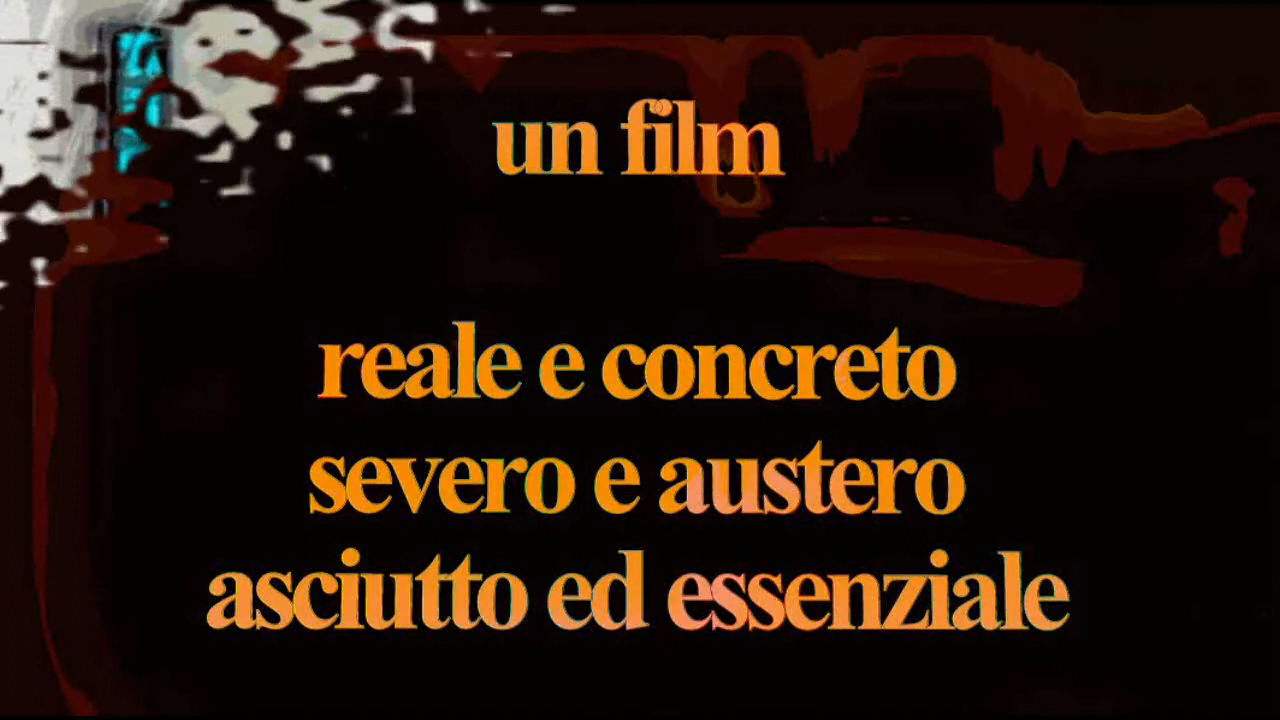 un film
reale e concreto
severo e austero
asciutto ed essenziale